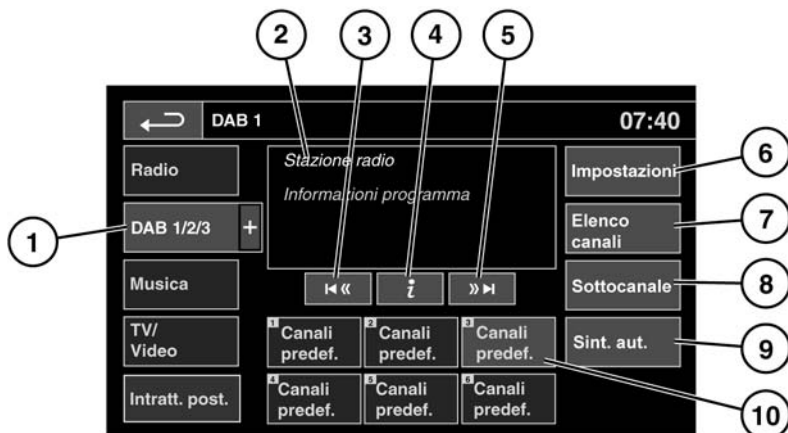 2
3
4
5
DAB 1
07:40
Radio
Stazione radio
Informazioni programma
Impostazioni
6
1
DAB 1/2/3
+
Elenco
canali
7
i
Musica
Sottocanale
8
TV/
Video
1 Canali
predef.
2 Canali
predef.
3 Canali
predef.
Sint. aut.
9
Intratt. post.
4 Canali
predef.
5 Canali
predef.
6 Canali
predef.
10